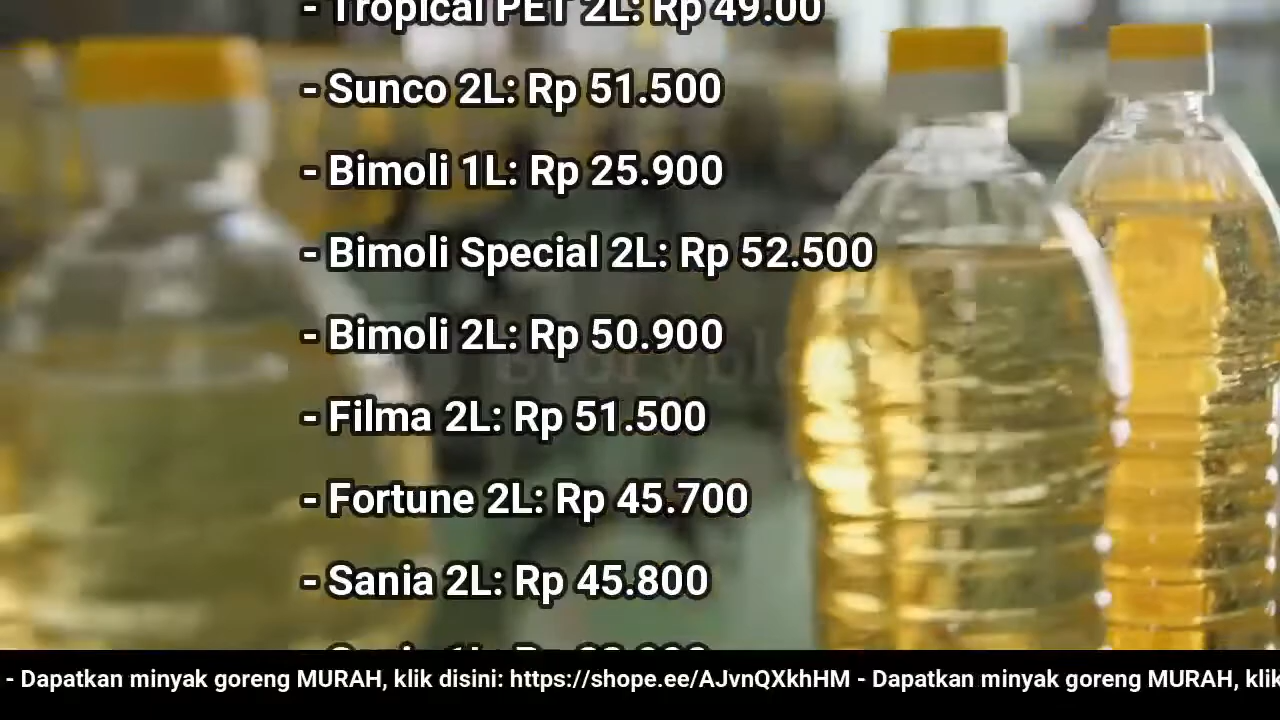 - Tropical PET 2L: Rp 49.00
- Sunco 2L: Rp 51.500
- Bimoli 1L: Rp 25.900
- Bimoli Special 2L: Rp 52.500
- Bimoli 2L: Rp 50.900
- Filma 2L: Rp 51.500
- Fortune 2L: Rp 45.700
- Sania 2L: Rp 45.800
- Dapatkan minyak goreng MURAH, klik disini: https://shope.ee/AJvnQXkhHM - Dapatkan minyak goreng MURAH, klik